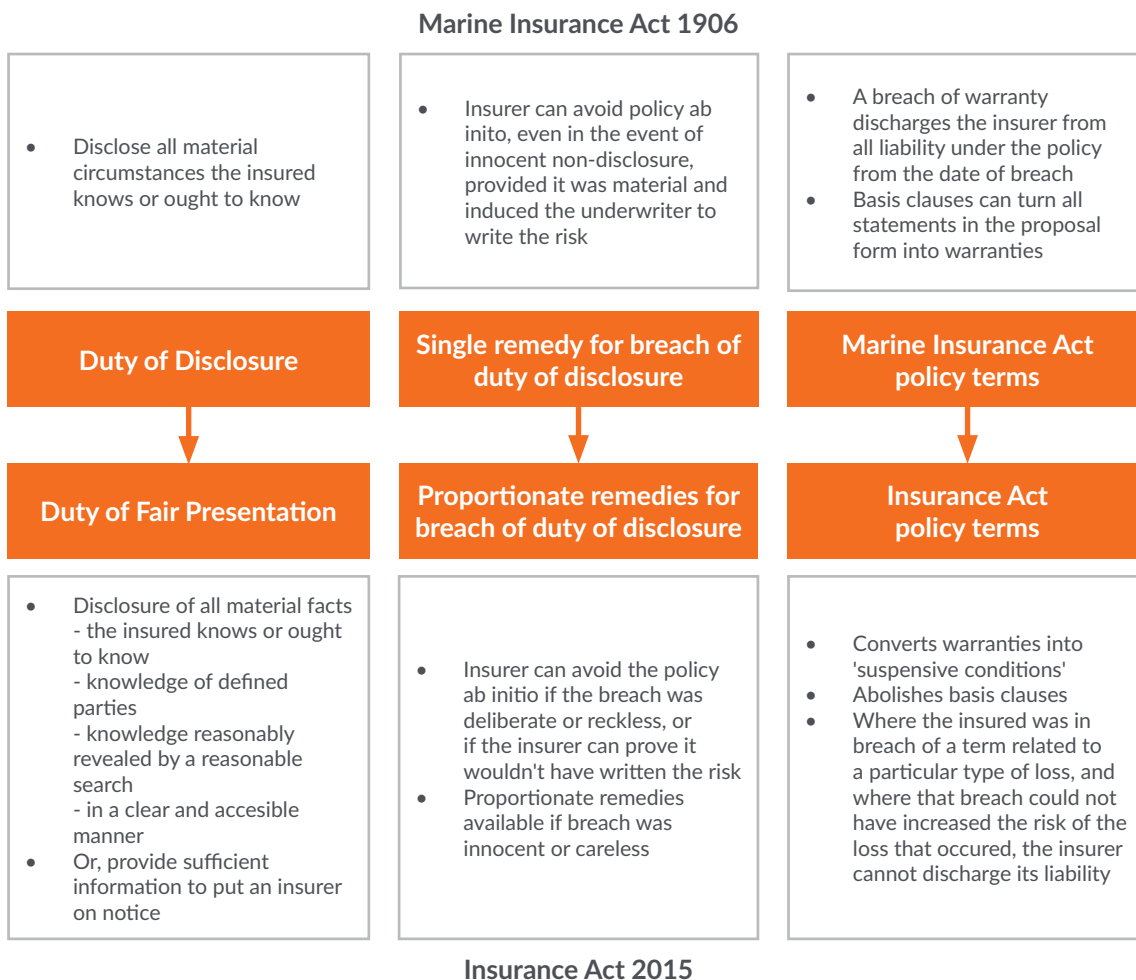 Marine Insurance Act 1906
• Disclose all material
circumstances the insured
knows or ought to know
• Insurer can avoid policy ab
inito, even in the event of
innocent non-disclosure,
provided it was material and
induced the underwriter to
write the risk
• A breach of warranty
discharges the insurer from
all liability under the policy
from the date of breach
• Basis clauses can turn all
statements in the proposal
form into warranties
Duty of Disclosure
Single remedy for breach of
duty of disclosure
Marine Insurance Act
policy terms
Duty of Fair Presentation
Proportionate remedies for
breach of duty of disclosure
Insurance Act
policy terms
• Disclosure of all material facts
- the insured knows or ought
to know
- knowledge of defined
parties
- knowledge reasonably
revealed by a reasonable
search
- in a clear and accesible
manner
• Or, provide sufficient
information to put an insurer
on notice
• Insurer can avoid the policy
ab initio if the breach was
deliberate or reckless, or
if the insurer can prove it
wouldn't have written the risk
• Proportionate remedies
available if breach was
innocent or careless
• Converts warranties into
'suspensive conditions'
• Abolishes basis clauses
• Where the insured was in
breach of a term related to
a particular type of loss, and
where that breach could not
have increased the risk of the
loss that occured, the insurer
cannot discharge its liability
Insurance Act 2015